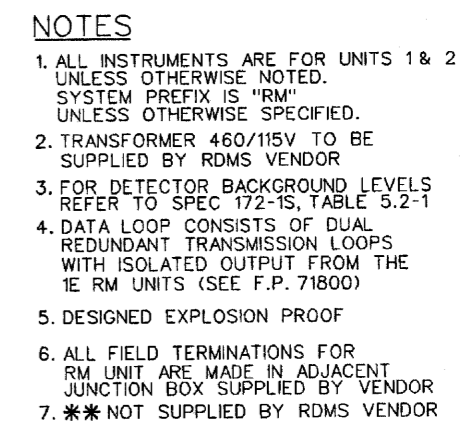 NOTES
1. ALL INSTRUMENTS ARE FOR UNITS 1 & 2
UNLESS OTHERWISE NOTED.
SYSTEM PREFIX IS "RM"
UNLESS OTHERWISE SPECIFIED.
2. TRANSFORMER 460/115V TO BE
SUPPLIED BY RDMS VENDOR
3. FOR DETECTOR BACKGROUND LEVELS
REFER TO SPEC 172-1S, TABLE 5.2-1
4. DATA LOOP CONSISTS OF DUAL
REDUNDANT TRANSMISSION LOOPS
WITH ISOLATED OUTPUT FROM THE
1E RM UNITS (SEE F.P. 71800)
5. DESIGNED EXPLOSION PROOF
6. ALL FIELD TERMINATIONS FOR
RM UNIT ARE MADE IN ADJACENT
JUNCTION BOX SUPPLIED BY VENDOR
7. ** NOT SUPPLIED BY RDMS VENDOR